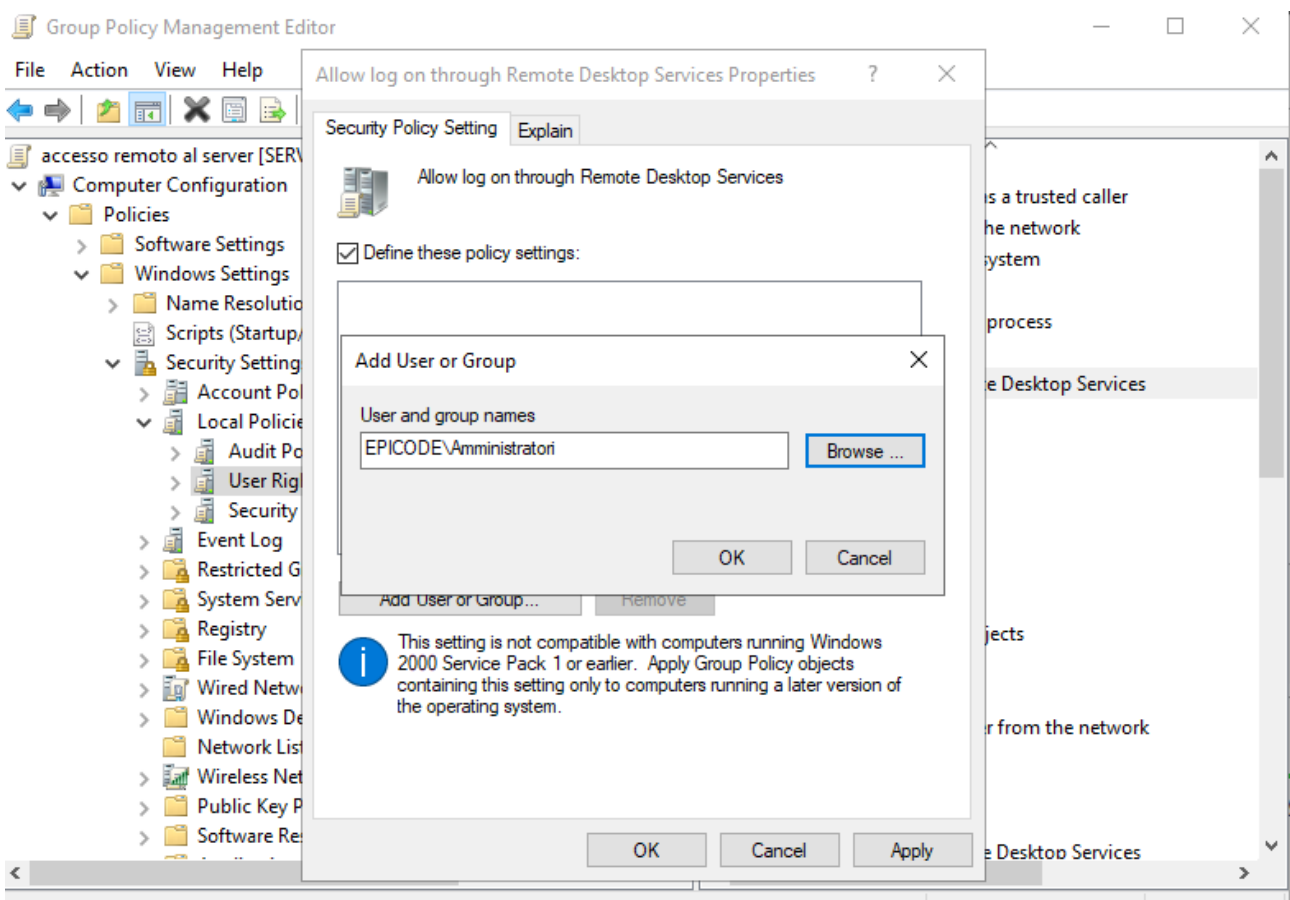 Group Policy Management Editor
File Action View Help
Allow log on through Remote Desktop Services Properties
?
Security Policy Setting
Explain
Allow log on through Remote Desktop Services
Define these policy settings:
Add User or Group
User and group names
EPICODE\Amministratori
Browse ...
OK
Cancel
Add User or Group...
Remove
This setting is not compatible with computers running Windows
2000 Service Pack 1 or earlier. Apply Group Policy objects
containing this setting only to computers running a later version of
the operating system.
OK
Cancel
Apply
accesso remoto al server [SERV
Computer Configuration
Policies
Software Settings
Windows Settings
Name Resolutio
Scripts (Startup/
Security Setting
Account Pol
Local Policie
Audit Po
User Rig
Security
Event Log
Restricted G
System Serv
Registry
File System
Wired Netw
Windows De
Network List
Wireless Net
Public Key P
Software Res
s a trusted caller
he network
system
process
e Desktop Services
jects
r from the network
e Desktop Services